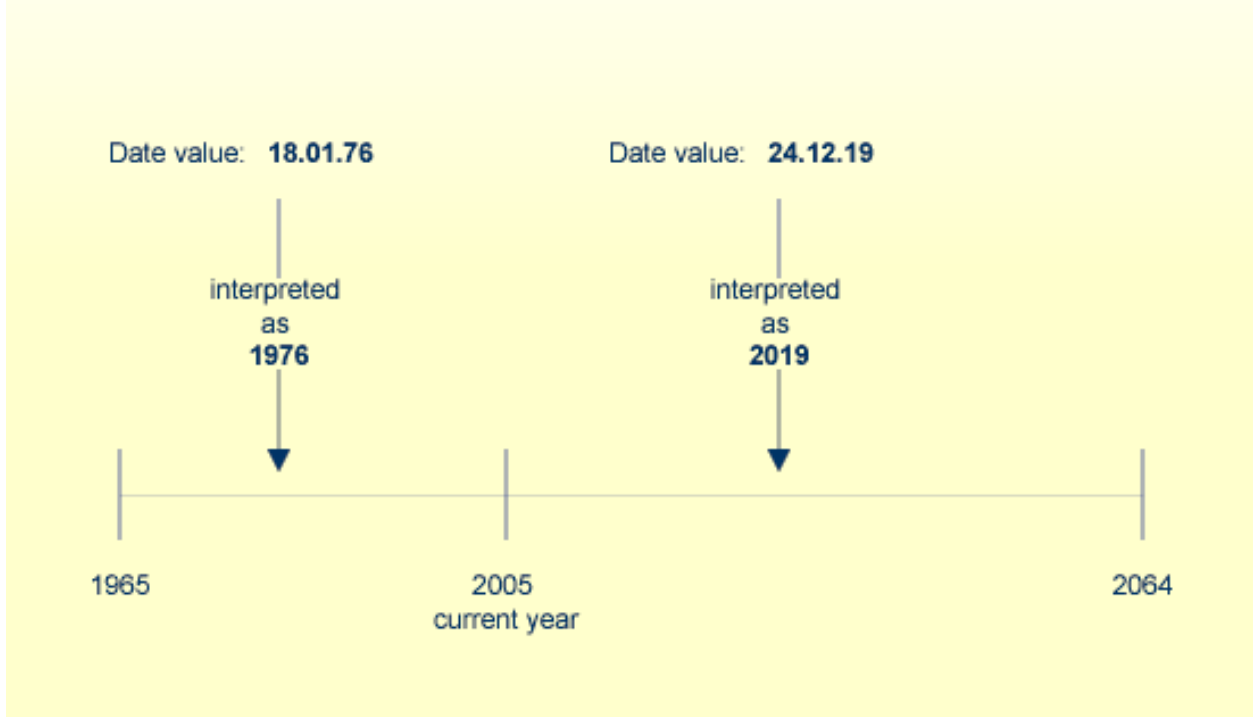 Date value: 18.01.76
Date value: 24.12.19
interpreted
as
1976
interpreted
as
2019
1965
2005
current year
2064